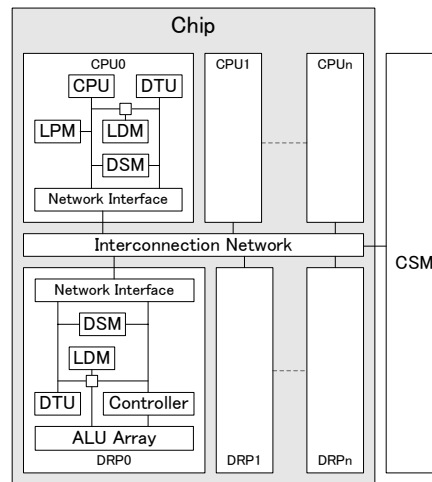 Chip
CPU0
CPU1
CPUn
CPU
DTU
LPM
LDM
DSM
Network Interface
Interconnection Network
CSM
Network Interface
DSM
LDM
DTU
Controller
ALU Array
DRP0
DRP1
DRPn